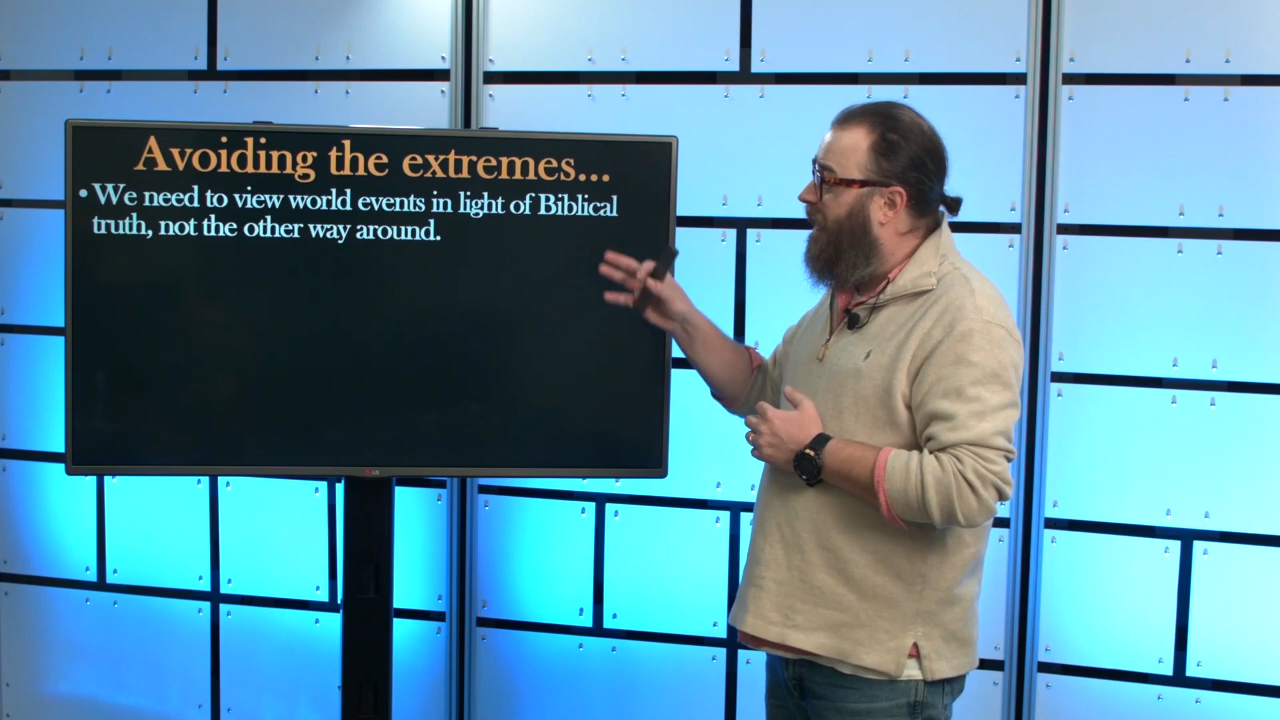 Avoiding the extremes...
• We need to view world events in light of Biblical
truth, not the other way around.
LG